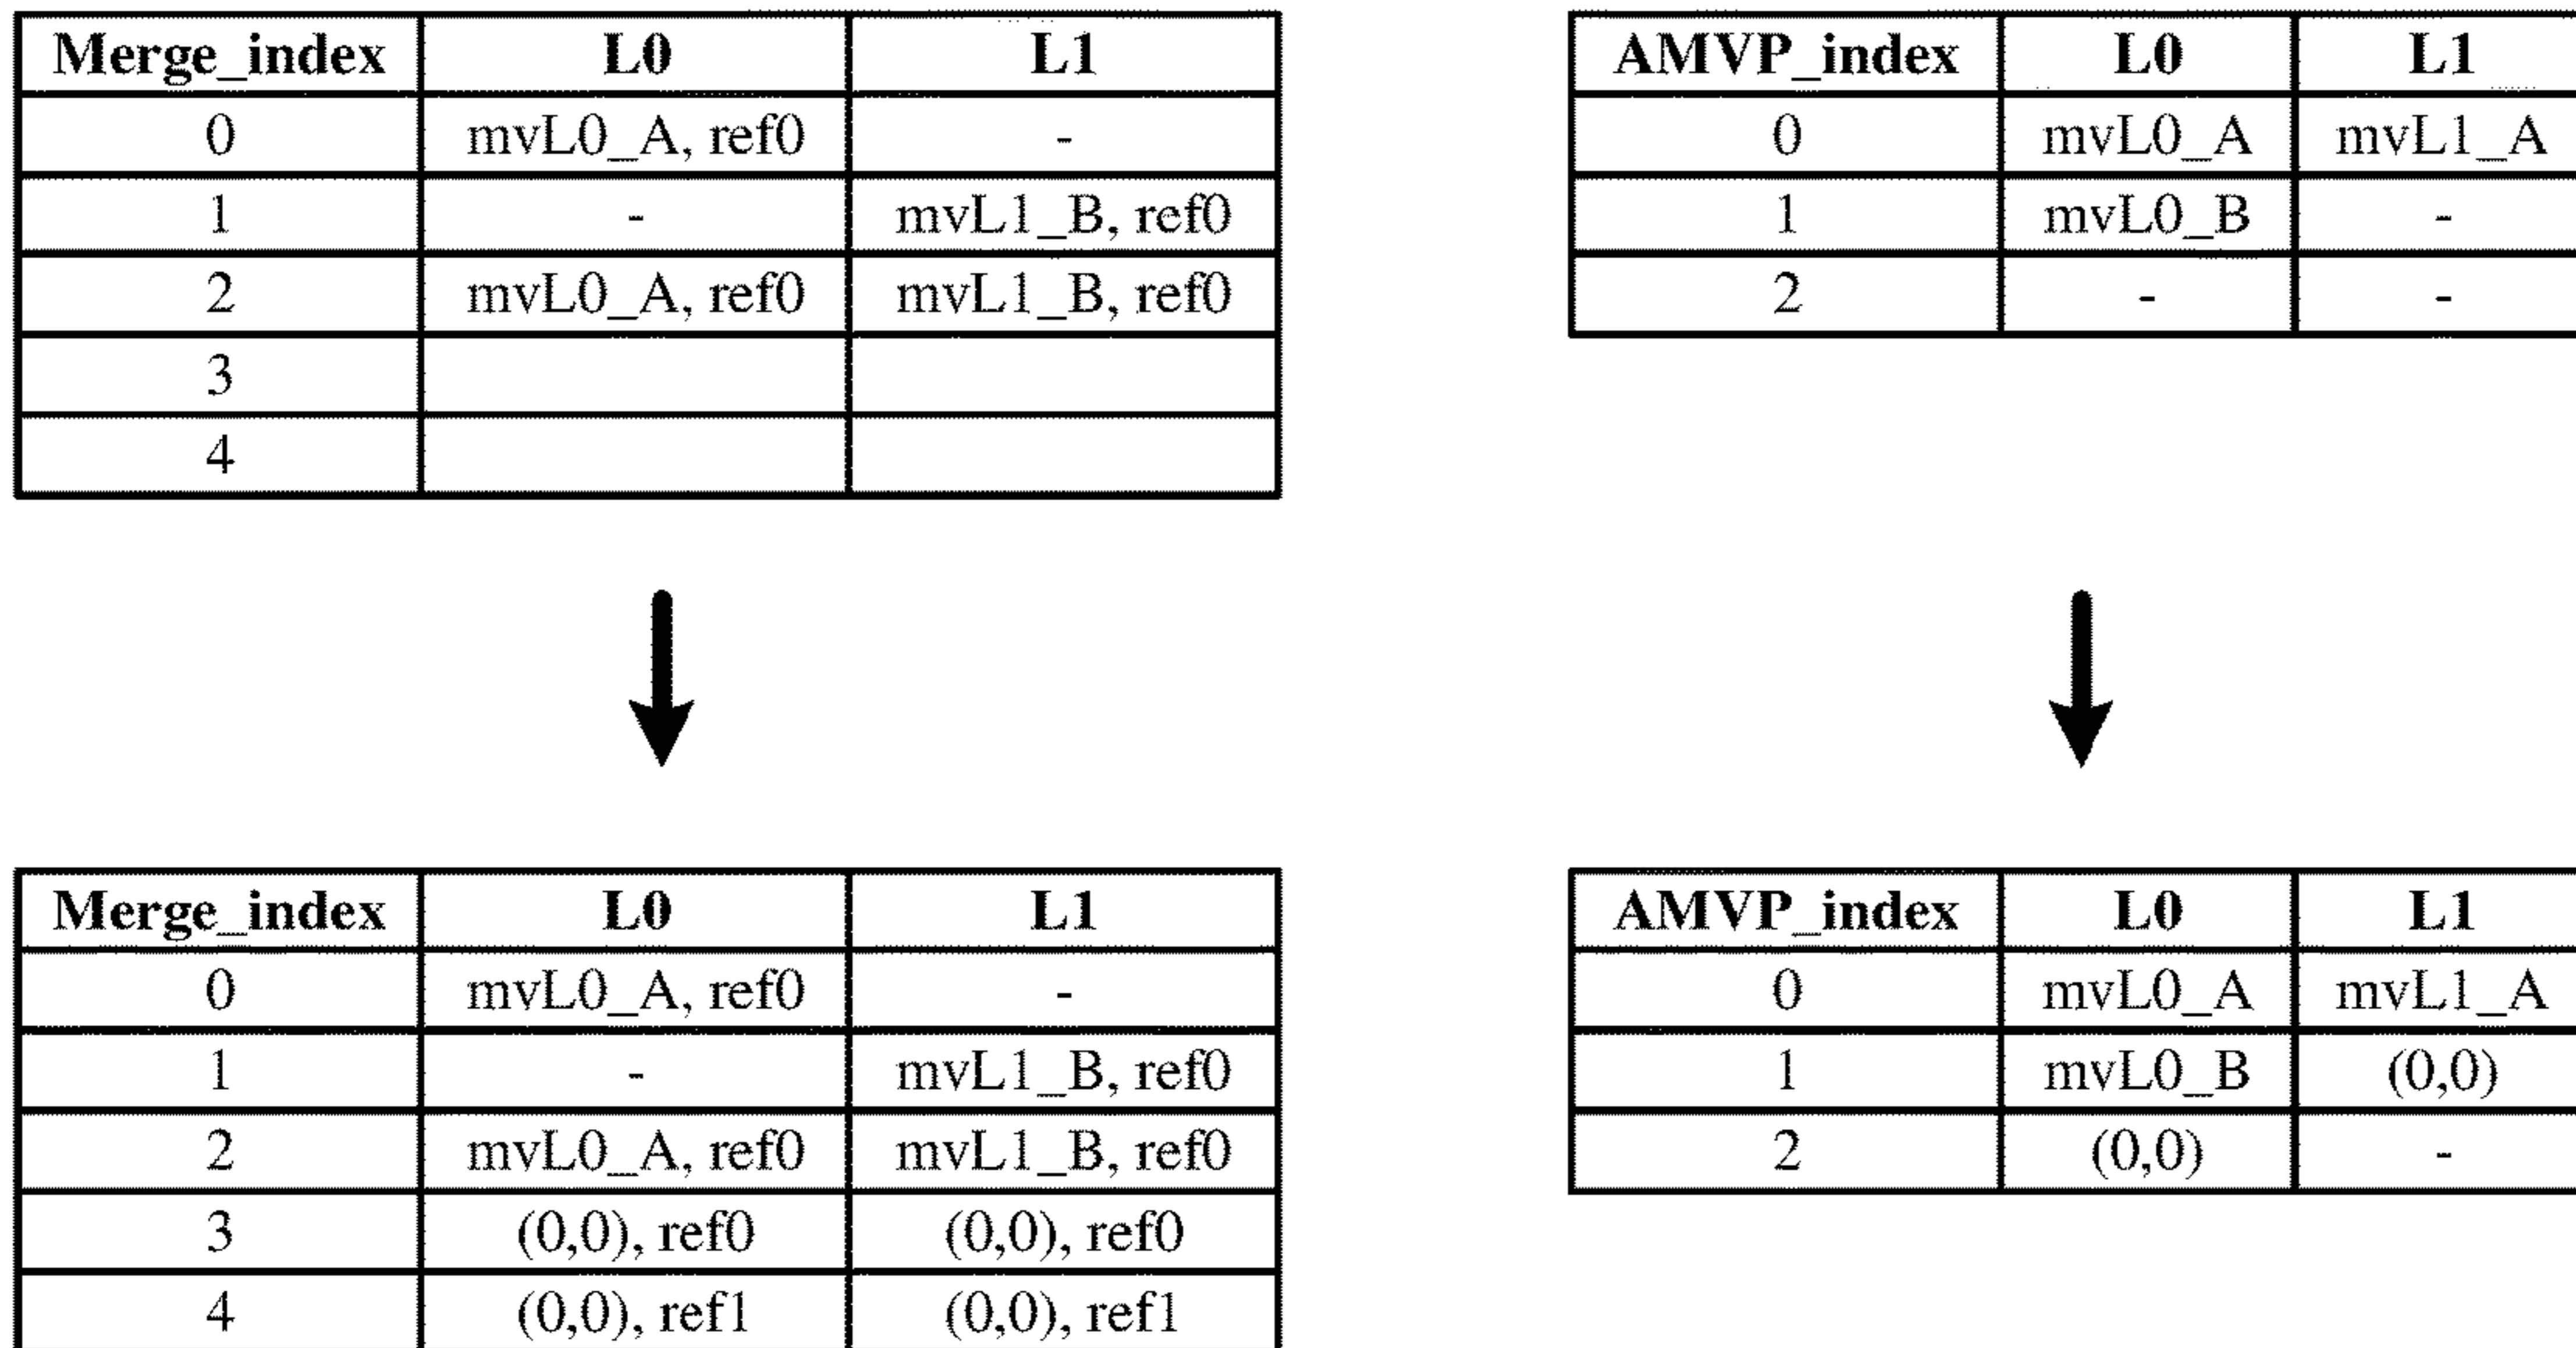 Merge_index L0 L1
0 mvL0_A, ref0 -
1 - mvL1_B, ref0
2 mvL0_A, ref0 mvL1_B, ref0
3
4
AMVP_index L0 L1
0 mvL0_A mvL1_A
1 mvL0_B -
2 - -
Merge_index L0 L1
0 mvL0_A, ref0 -
1 - mvL1_B, ref0
2 mvL0_A, ref0 mvL1_B, ref0
3 (0,0), ref0 (0,0), ref0
4 (0,0), ref1 (0,0), ref1
AMVP_index L0 L1
0 mvL0_A mvL1_A
1 mvL0_B (0,0)
2 (0,0) -